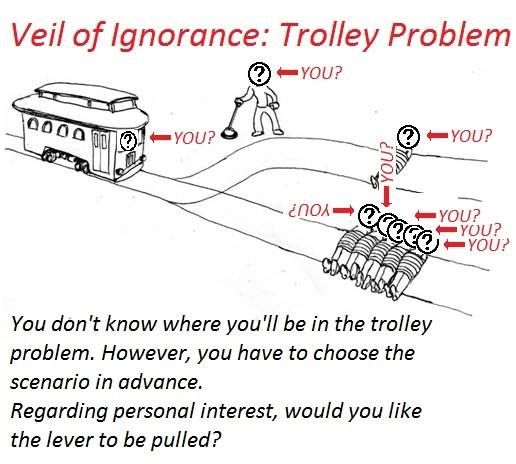 Veil of Ignorance: Trolley Problem
? YOU?
? YOU?
? YOU?
YOU?
YOU? ? YOU?
YOU?
YOU?
You don't know where you'll be in the trolley
problem. However, you have to choose the
scenario in advance.
Regarding personal interest, would you like
the lever to be pulled?